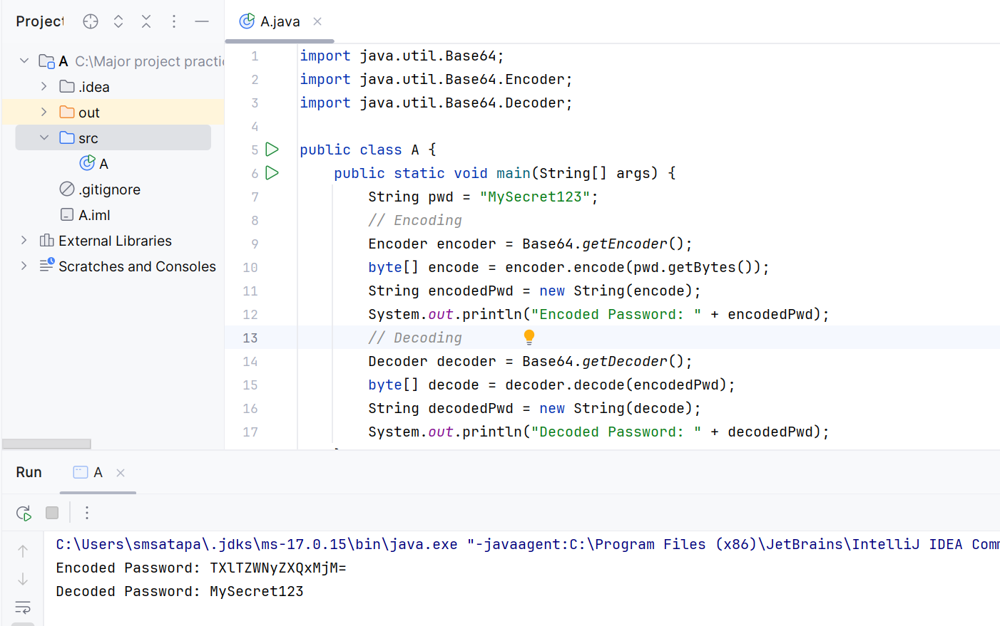 Project
A C:\Major project practi
.idea
out
src
A
.gitignore
A.iml
External Libraries
Scratches and Consoles
A.java
1 import java.util.Base64;
2 import java.util.Base64.Encoder;
3 import java.util.Base64.Decoder;
4
5 public class A {
6 public static void main(String[] args) {
7 String pwd = "MySecret123";
8 // Encoding
9 Encoder encoder = Base64.getEncoder();
10 byte[] encode = encoder.encode(pwd.getBytes());
11 String encodedPwd = new String(encode);
12 System.out.println("Encoded Password: " + encodedPwd);
13 // Decoding
14 Decoder decoder = Base64.getDecoder();
15 byte[] decode = decoder.decode(encodedPwd);
16 String decodedPwd = new String(decode);
17 System.out.println("Decoded Password: " + decodedPwd);
Run A
C:\Users\smsatapa\.jdks\ms-17.0.15\bin\java.exe "-javaagent:C:\Program Files (x86)\JetBrains\IntelliJ IDEA Com
Encoded Password: TXlTZWNyZXQxMjM=
Decoded Password: MySecret123